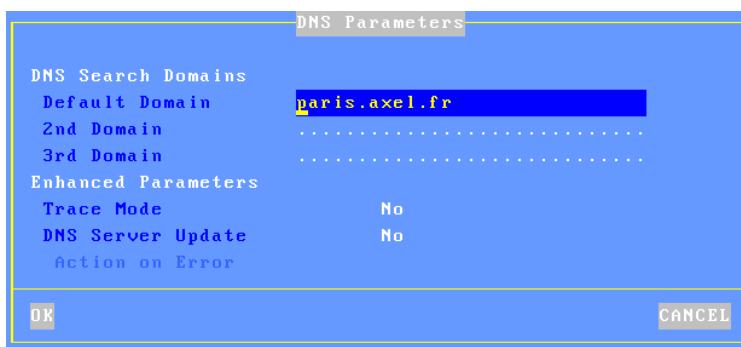 DNS Parameters
DNS Search Domains
Default Domain paris.axel.fr
2nd Domain .............................
3rd Domain .............................
Enhanced Parameters
Trace Mode No
DNS Server Update No
Action on Error
OK CANCEL